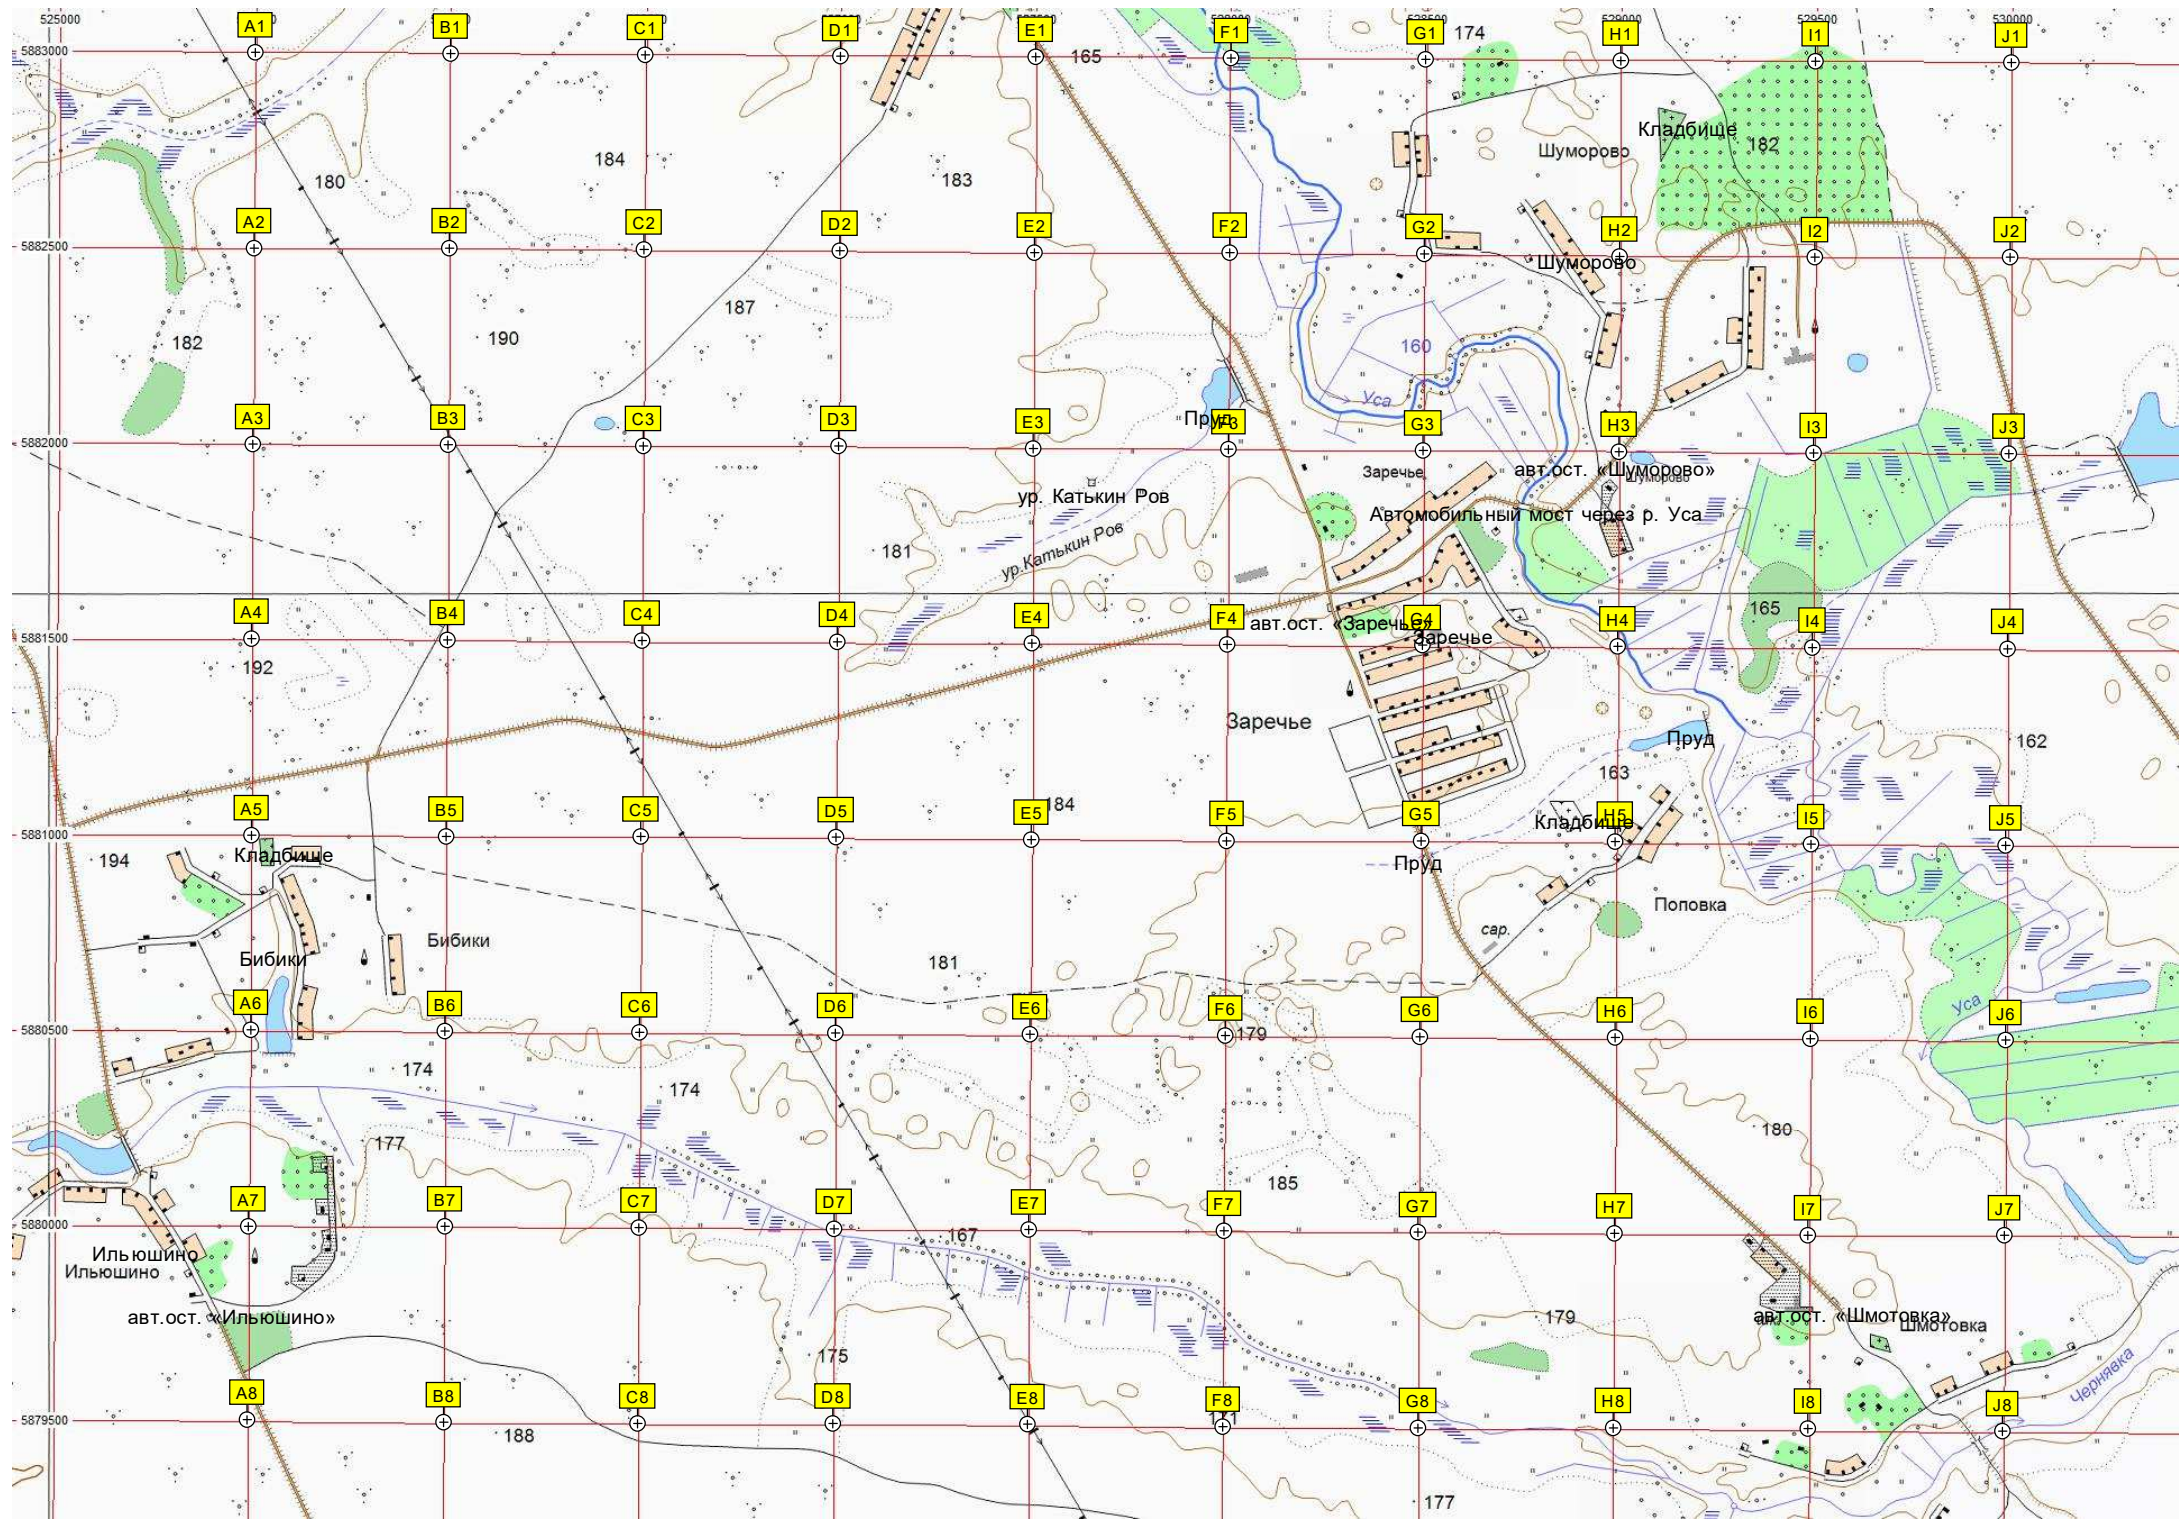 525000
529000
529500
530000
A1 B1 C1 D1 E1 F1 G1 H1 I1 J1
5883000
165
174
Кладбище
182
Шуморово
184
180
183
A2 B2 C2 D2 E2 F2 G2 H2 I2 J2
5882500
Шуморово
187
190
182
160
Уса
A3 B3 C3 D3 E3 F3 G3 H3 I3 J3
5882000
Пруд
Заречье
авт.ост. «Шуморово»
Шуморово
ур. Катькин Ров
Автомобильный мост через р. Уса
ур.Катькин Ров
181
165
A4 B4 C4 D4 E4 F4 G4 H4 I4 J4
5881500
авт.ост. «Заречье»
Заречье
192
Заречье
Пруд
162
163
184
A5 B5 C5 D5 E5 F5 G5 H5 I5 J5
5881000
Кладбище
194
Кладбище
Пруд
Поповка
сар.
Бибики
Бибики
181
Уса
A6 B6 C6 D6 E6 F6 G6 H6 I6 J6
5880500
179
174
174
180
177
185
A7 B7 C7 D7 E7 F7 G7 H7 I7 J7
5880000
167
Ильюшино
Ильюшино
авт.ост. «Ильюшино»
179
авт.ост. «Шмотовка»
Шмотовка
175
Чернявка
A8 B8 C8 D8 E8 F8 G8 H8 I8 J8
5879500
188
177